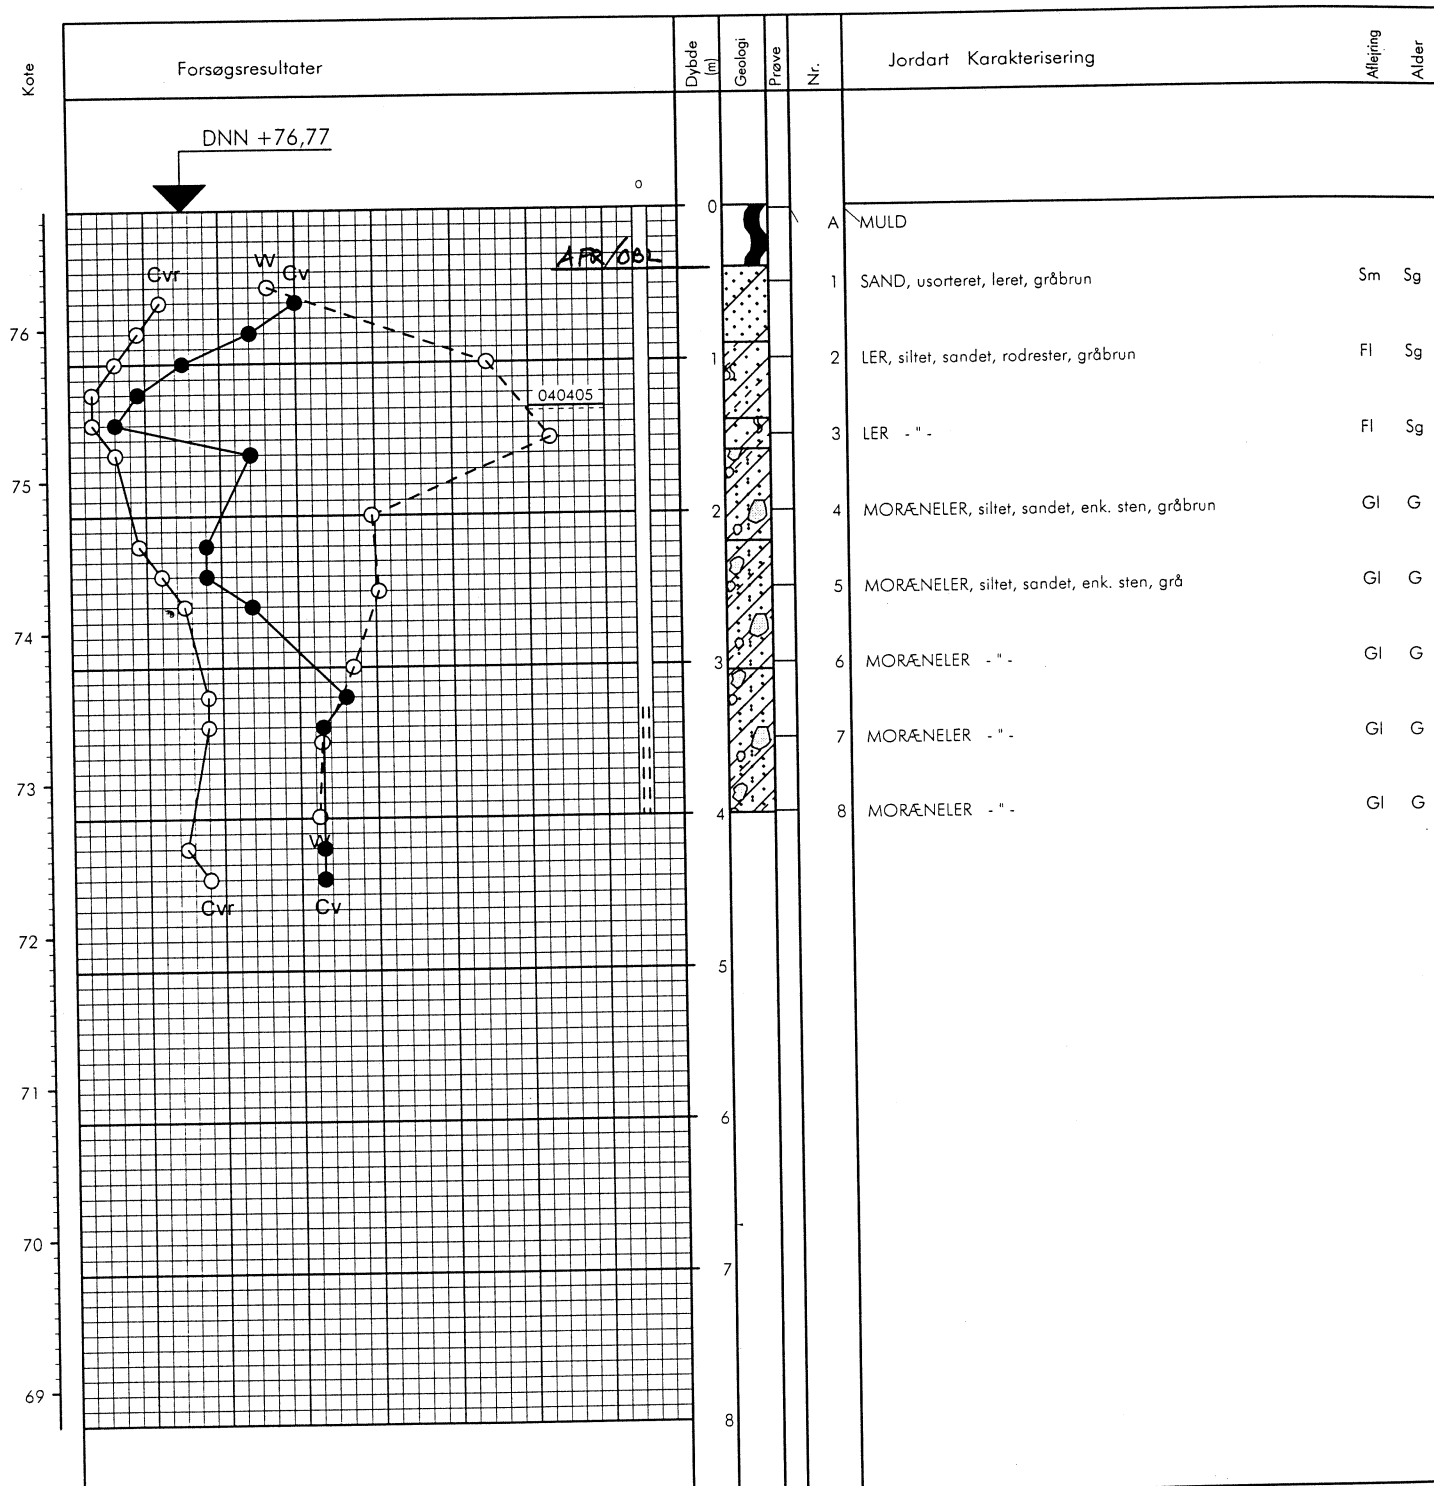 Kote
Forsøgsresultater
Dybde (m)
Geologi
Prøve
Nr.
Jordart Karakterisering
Aflejring
Alder
DNN +76,77
o
0
A MULD
APR/OBL
Cvr W Cv
1 SAND, usorteret, leret, gråbrun Sm Sg
76
1
2 LER, siltet, sandet, rodrester, gråbrun Fl Sg
040405
3 LER - " - Fl Sg
75
2
4 MORÆNELER, siltet, sandet, enk. sten, gråbrun Gl G
5 MORÆNELER, siltet, sandet, enk. sten, grå Gl G
74
3
6 MORÆNELER - " - Gl G
7 MORÆNELER - " - Gl G
73
4
8 MORÆNELER - " - Gl G
W
Cvr Cv
72
5
71
6
70
7
69
8